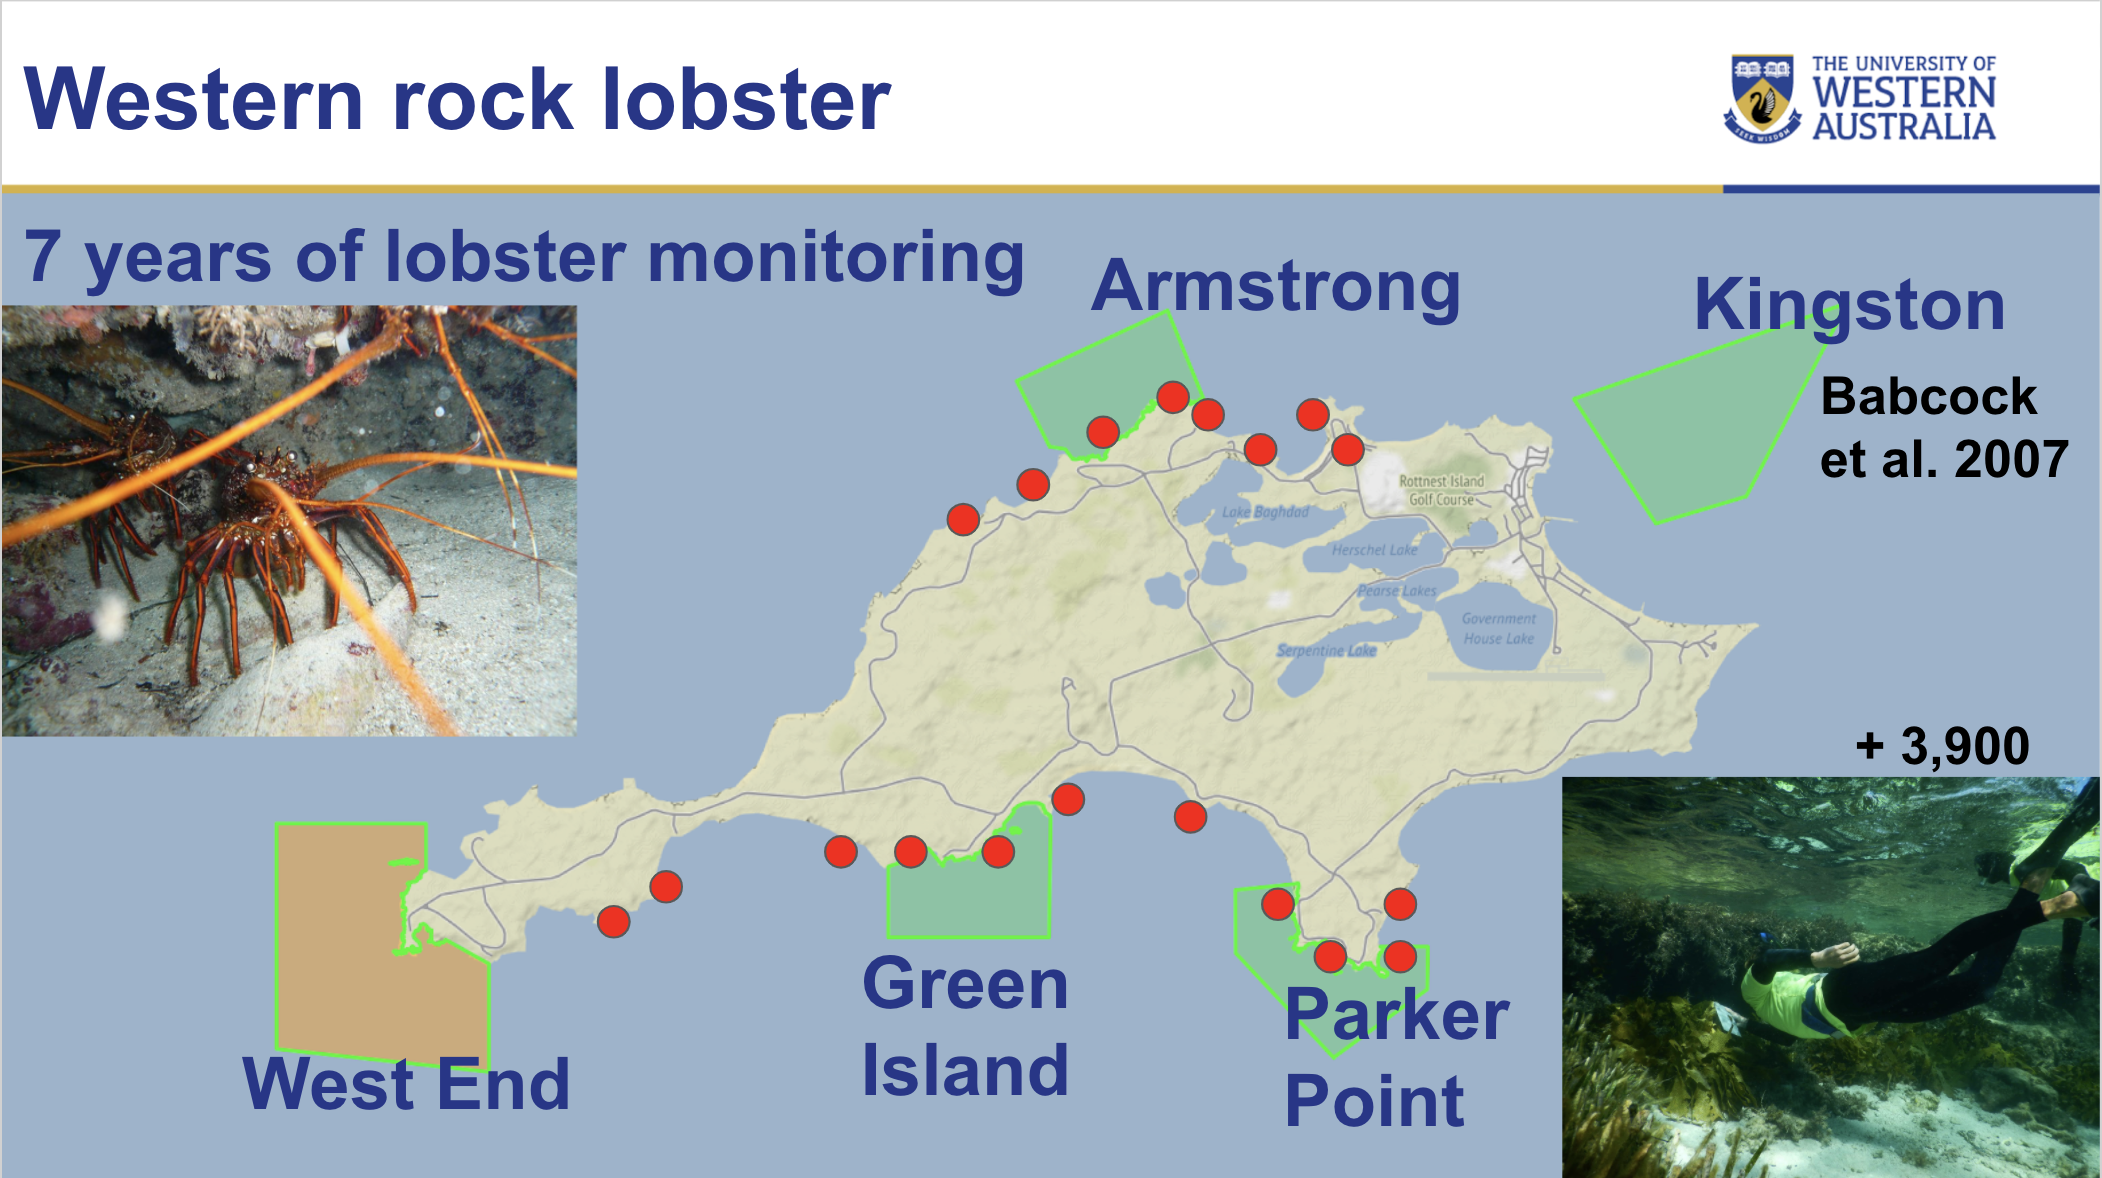 Western rock lobster
THE UNIVERSITY OF
WESTERN
AUSTRALIA
SEEK WISDOM
7 years of lobster monitoring
Armstrong
Kingston
Babcock
et al. 2007
Rottnest Island
Golf Course
Lake Baghdad
Herschel Lake
Pearse Lakes
Government
House Lake
Serpentine Lake
+ 3,900
Green
Island
Parker
Point
West End